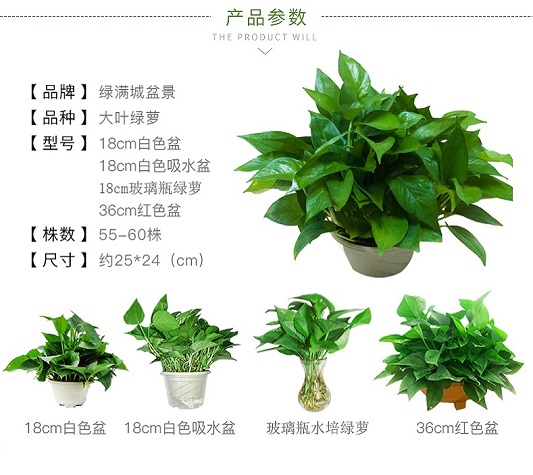 产品参数
THE PRODUCT WILL
【品牌】绿满城盆景
【品种】大叶绿萝
【型号】18cm白色盆
18cm白色吸水盆
18cm玻璃瓶绿萝
36cm红色盆
【株数】55-60株
【尺寸】约25*24（cm）
18cm白色盆
18cm白色吸水盆
玻璃瓶水培绿萝
36cm红色盆